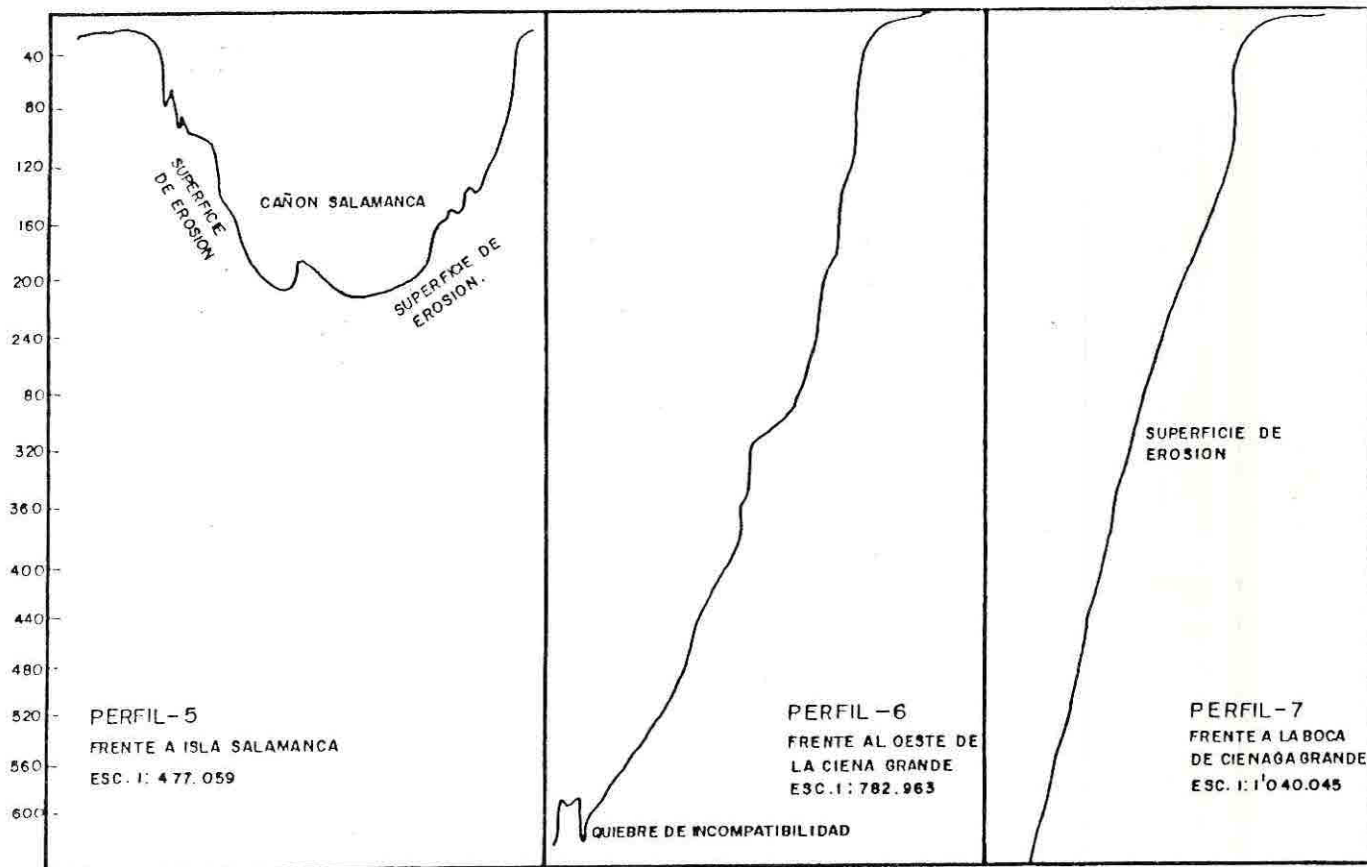 40
80
120
160
200
240
80
320
360
400
440
480
520
560
600
SUPERFICIE
DE EROSION
CAÑON SALAMANCA
SUPERFICIE DE
EROSION.
PERFIL-5
FRENTE A ISLA SALAMANCA
ESC. 1: 477.059
PERFIL-6
FRENTE AL OESTE DE
LA CIENA GRANDE
ESC. 1: 782.963
QUIEBRE DE INCOMPATIBILIDAD
SUPERFICIE DE
EROSION
PERFIL-7
FRENTE A LA BOCA
DE CIENAGA GRANDE
ESC. 1: 1'040.045